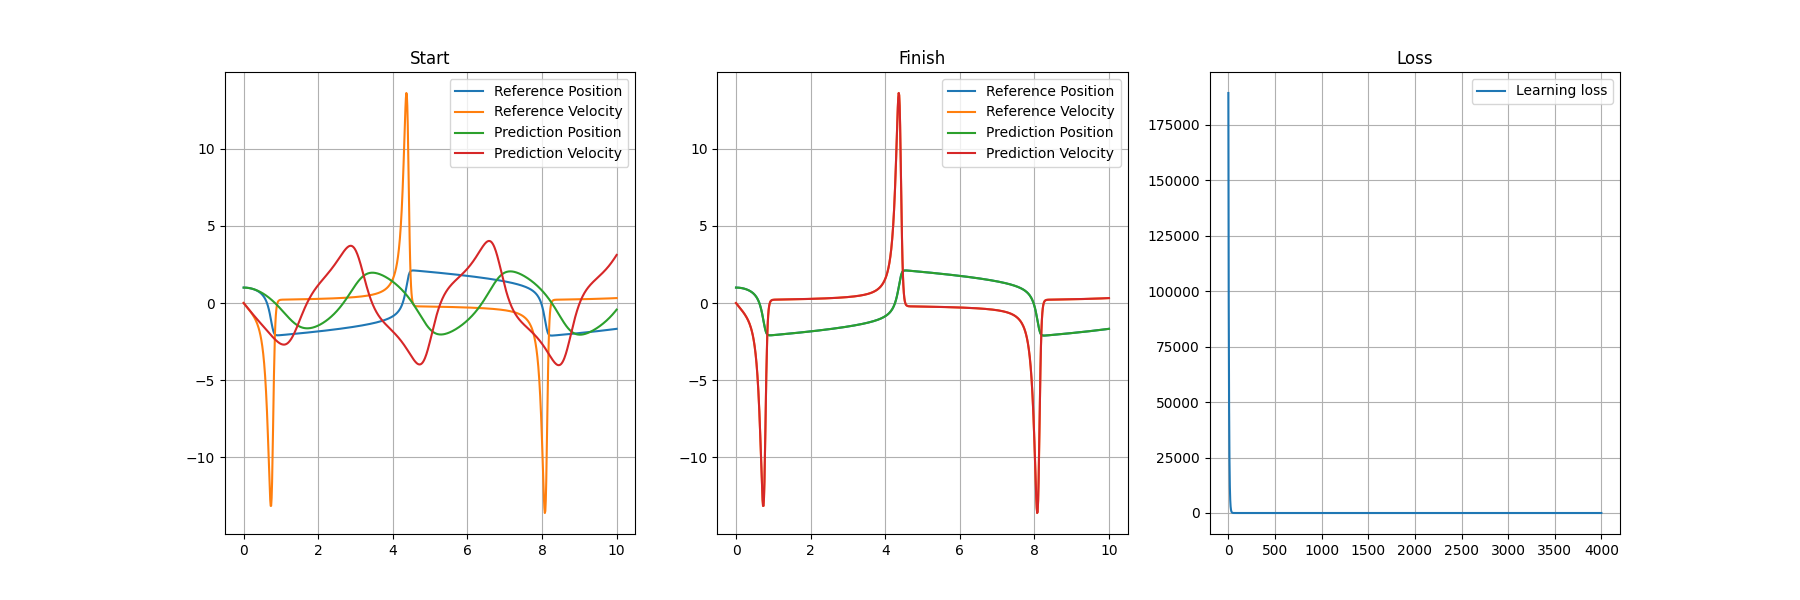 Start
Reference Position
Reference Velocity
Prediction Position
Prediction Velocity
10
5
0
−5
−10
0 2 4 6 8 10
Finish
Reference Position
Reference Velocity
Prediction Position
Prediction Velocity
10
5
0
−5
−10
0 2 4 6 8 10
Loss
Learning loss
175000
150000
125000
100000
75000
50000
25000
0
0 500 1000 1500 2000 2500 3000 3500 4000